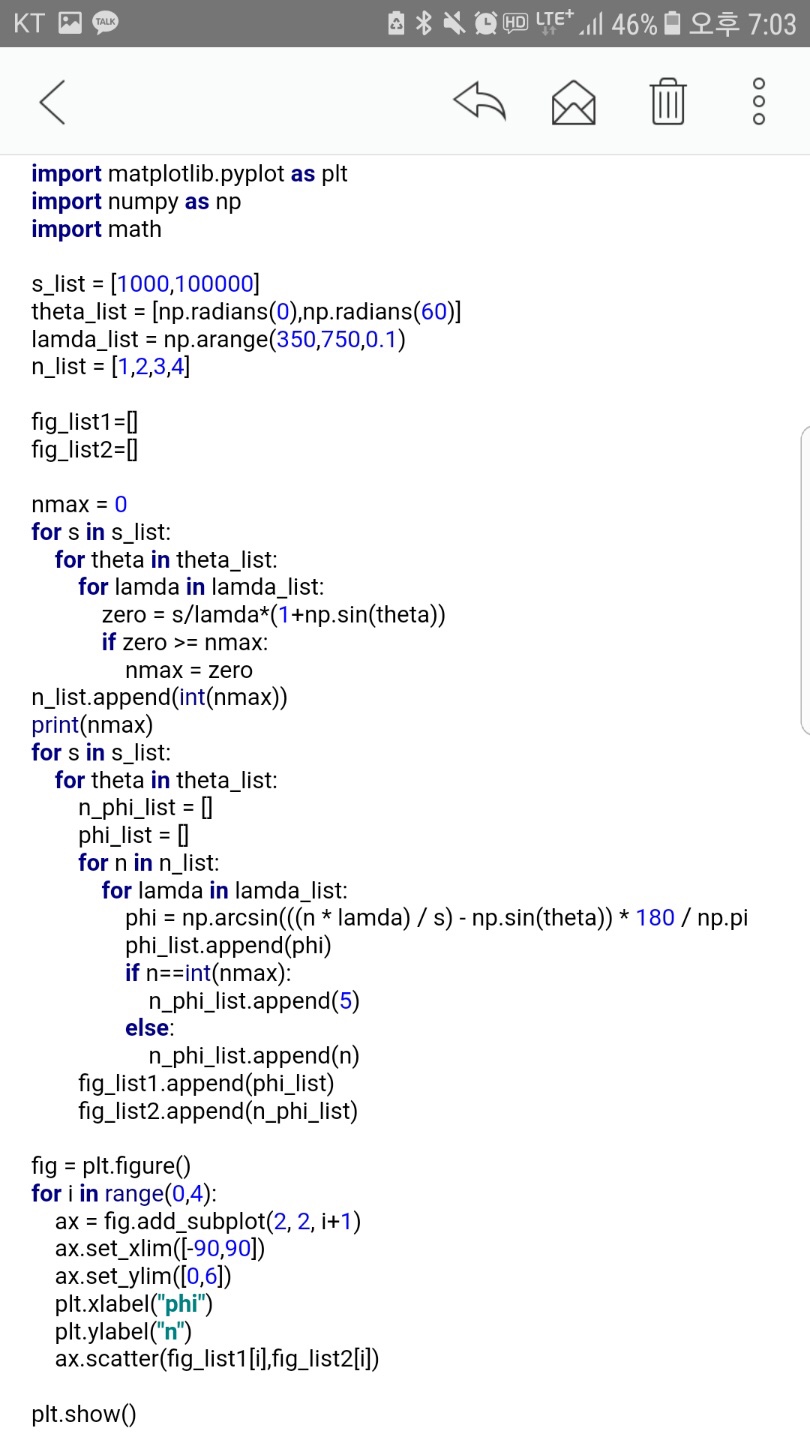 KT TALK HD LTE+ 46% 오후 7:03
import matplotlib.pyplot as plt
import numpy as np
import math
s_list = [1000,100000]
theta_list = [np.radians(0),np.radians(60)]
lamda_list = np.arange(350,750,0.1)
n_list = [1,2,3,4]
fig_list1=[]
fig_list2=[]
nmax = 0
for s in s_list:
    for theta in theta_list:
        for lamda in lamda_list:
            zero = s/lamda*(1+np.sin(theta))
            if zero >= nmax:
                nmax = zero
n_list.append(int(nmax))
print(nmax)
for s in s_list:
    for theta in theta_list:
        n_phi_list = []
        phi_list = []
        for n in n_list:
            for lamda in lamda_list:
                phi = np.arcsin(((n * lamda) / s) - np.sin(theta)) * 180 / np.pi
                phi_list.append(phi)
                if n==int(nmax):
                    n_phi_list.append(5)
                else:
                    n_phi_list.append(n)
        fig_list1.append(phi_list)
        fig_list2.append(n_phi_list)
fig = plt.figure()
for i in range(0,4):
    ax = fig.add_subplot(2, 2, i+1)
    ax.set_xlim([-90,90])
    ax.set_ylim([0,6])
    plt.xlabel("phi")
    plt.ylabel("n")
    ax.scatter(fig_list1[i],fig_list2[i])
plt.show()